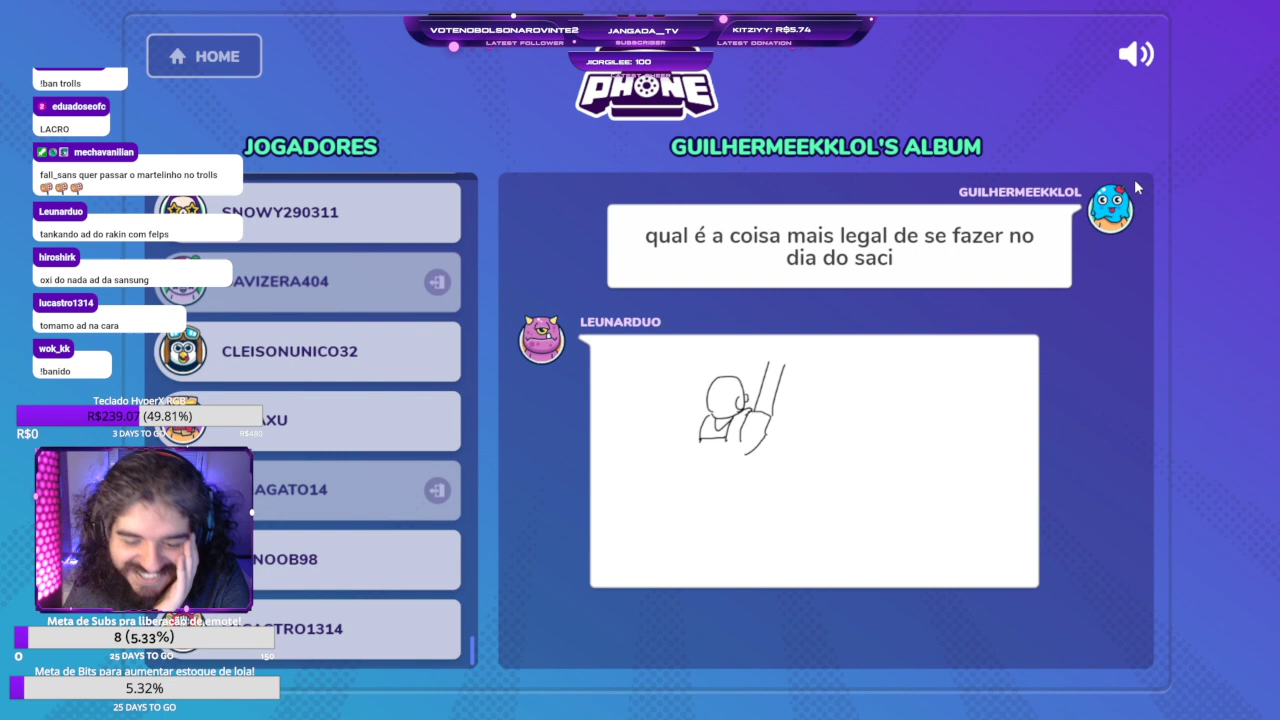 VOTENOBOLSONAROVINTE2
LATEST FOLLOWER
JANGADA__TV
SUBSCRIBER
KITZIYY: R$5.74
LATEST DONATION
JIORGILEE: 100
LATEST CHEER
PHONE
HOME
!ban trolls
eduadoseofc
LACRO
mechavanilian
fall_sans quer passar o martelinho no trolls
Leunarduo
tankando ad do rakin com felps
hiroshirk
oxi do nada ad da sansung
lucastro1314
tomamo ad na cara
wok_kk
!banido
Teclado HyperX RGB
R$239.07 (49.81%)
R$0
3 DAYS TO GO
R$480
Meta de Subs pra liberação de emote!
8 (5.33%)
0
25 DAYS TO GO
150
Meta de Bits para aumentar estoque de lola!
5.32%
25 DAYS TO GO
JOGADORES
SNOWY290311
AVIZERA404
CLEISONUNICO32
AXU
AGATO14
NOOB98
ASTRO1314
GUILHERMEEKKLOL'S ALBUM
GUILHERMEEKKLOL
qual é a coisa mais legal de se fazer no
dia do saci
LEUNARDUO